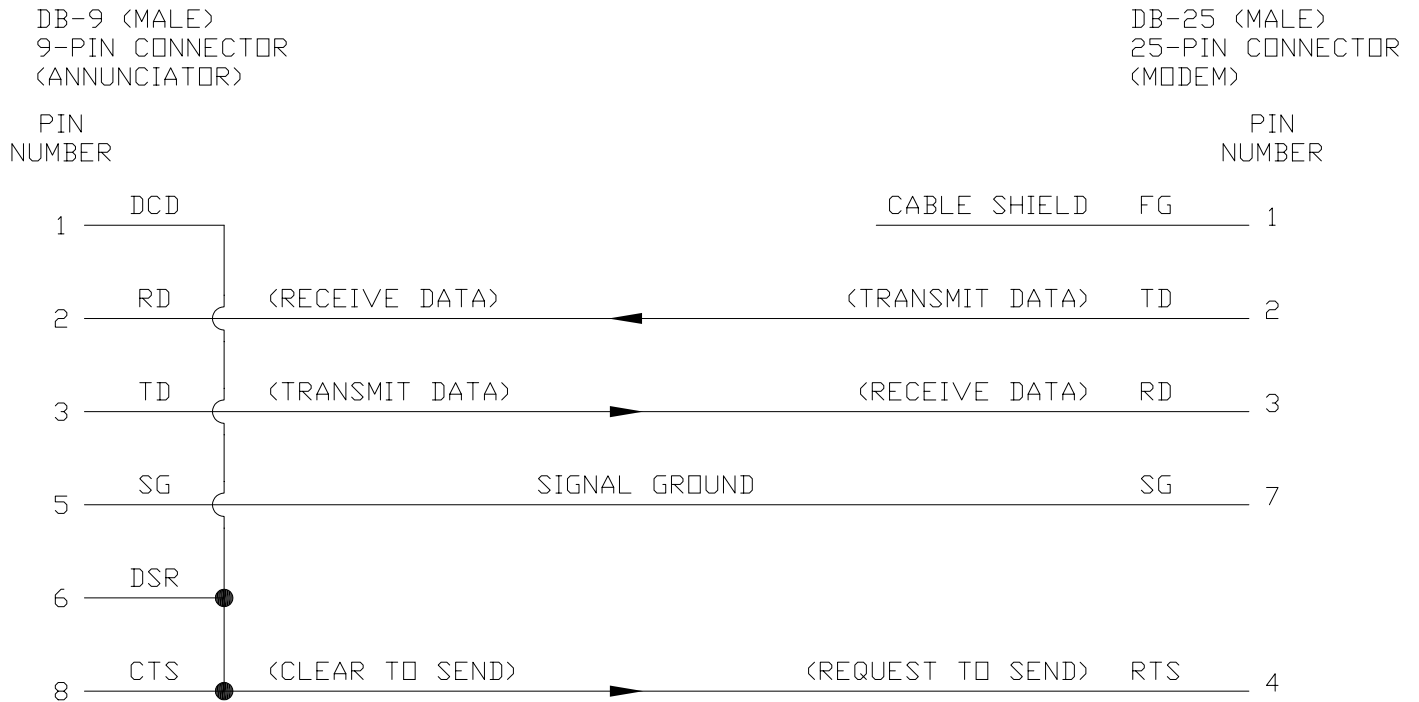 DB-9 (MALE)
9-PIN CONNECTOR
(ANNUNCIATOR)
DB-25 (MALE)
25-PIN CONNECTOR
(MODEM)
PIN
NUMBER
PIN
NUMBER
1 DCD CABLE SHIELD FG 1
2 RD (RECEIVE DATA) (TRANSMIT DATA) TD 2
3 TD (TRANSMIT DATA) (RECEIVE DATA) RD 3
5 SG SIGNAL GROUND SG 7
6 DSR
8 CTS (CLEAR TO SEND) (REQUEST TO SEND) RTS 4